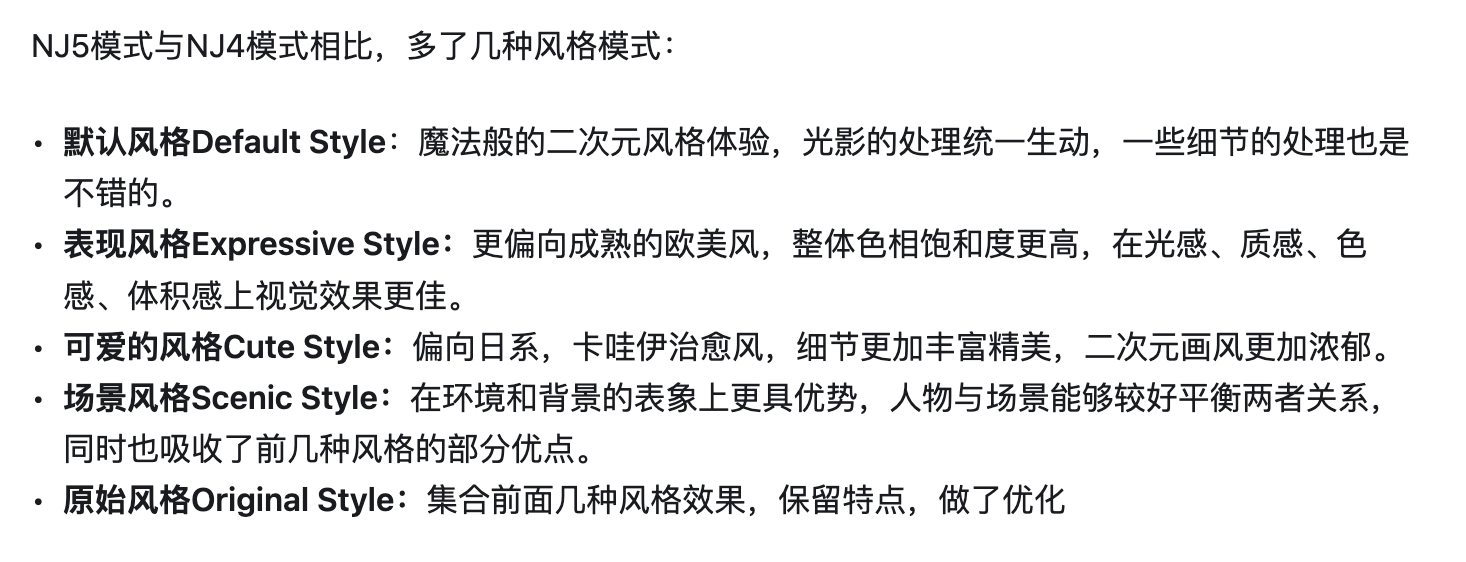 NJ5模式与NJ4模式相比，多了几种风格模式：
• 默认风格Default Style：魔法般的二次元风格体验，光影的处理统一生动，一些细节的处理也是
不错的。
• 表现风格Expressive Style：更偏向成熟的欧美风，整体色相饱和度更高，在光感、质感、色
感、体积感上视觉效果更佳。
• 可爱的风格Cute Style：偏向日系，卡哇伊治愈风，细节更加丰富精美，二次元画风更加浓郁。
• 场景风格Scenic Style：在环境和背景的表象上更具优势，人物与场景能够较好平衡两者关系，
同时也吸收了前几种风格的部分优点。
• 原始风格Original Style：集合前面几种风格效果，保留特点，做了优化